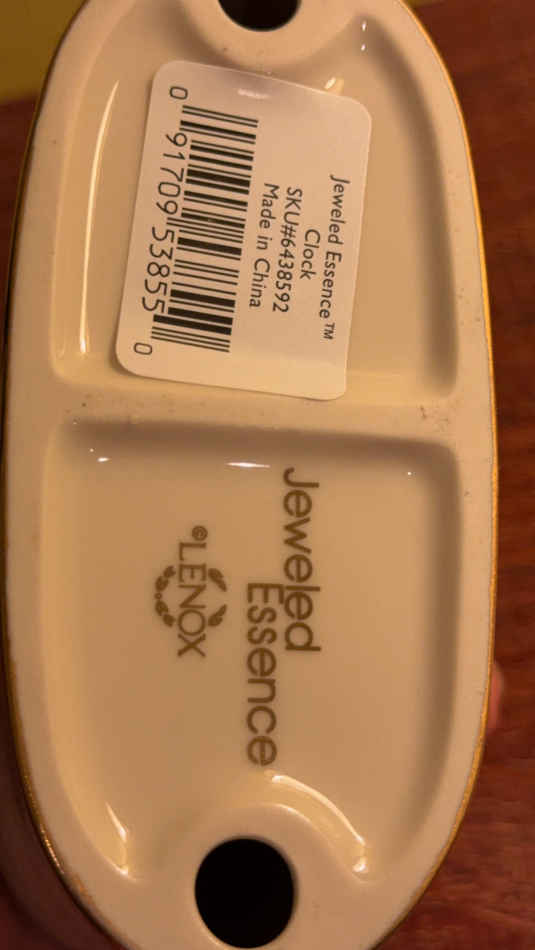 Jeweled Essence™
Clock
SKU#6438592
Made in China
0 91709 53855 0
Jeweled
Essence
©LENOX